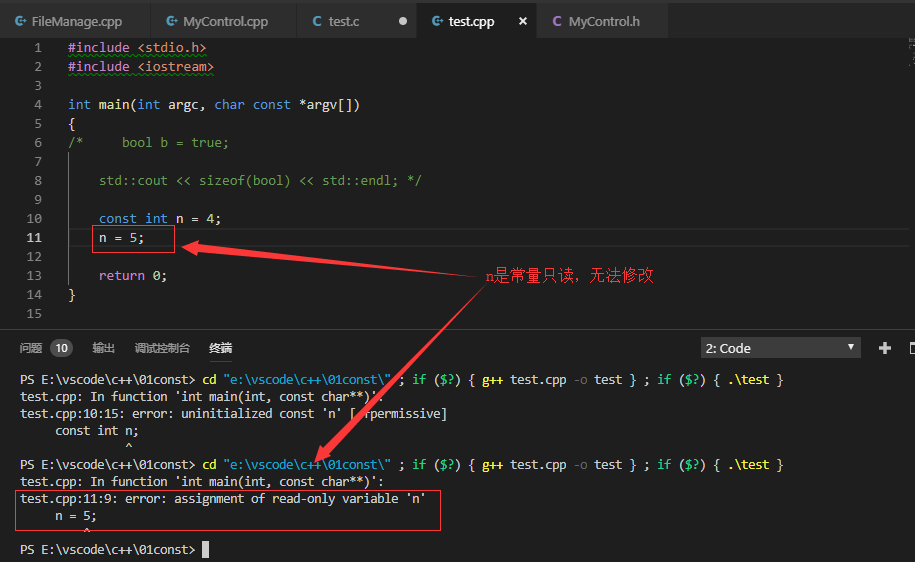 FileManage.cpp MyControl.cpp test.c test.cpp MyControl.h
1 #include <stdio.h>
2 #include <iostream>
3
4 int main(int argc, char const *argv[])
5 {
6 /* bool b = true;
7
8 std::cout << sizeof(bool) << std::endl; */
9
10 const int n = 4;
11 n = 5;
12
n是常量只读，无法修改
13 return 0;
14 }
15
问题 10 输出 调试控制台 终端 2: Code
PS E:\vscode\c++\01const> cd "e:\vscode\c++\01const\" ; if ($?) { g++ test.cpp -o test } ; if ($?) { .\test }
test.cpp: In function 'int main(int, const char**)':
test.cpp:10:15: error: uninitialized const 'n' [-fpermissive]
const int n;
^
PS E:\vscode\c++\01const> cd "e:\vscode\c++\01const\" ; if ($?) { g++ test.cpp -o test } ; if ($?) { .\test }
test.cpp: In function 'int main(int, const char**)':
test.cpp:11:9: error: assignment of read-only variable 'n'
n = 5;
^
PS E:\vscode\c++\01const>